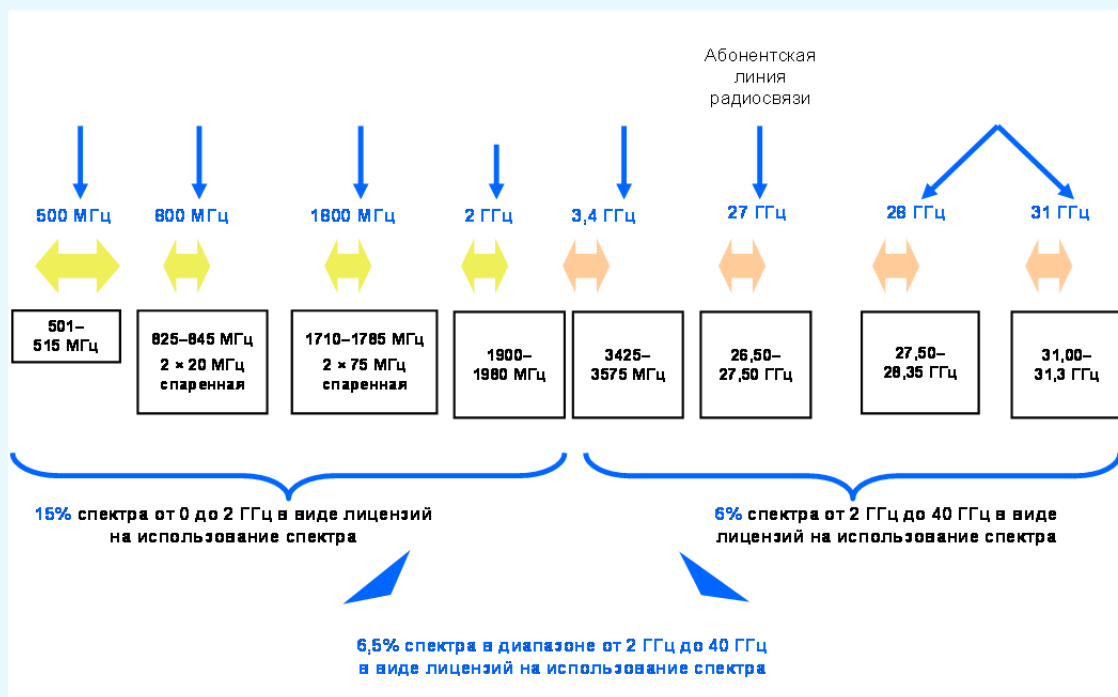 Абонентская
линия
радиосвязи
500 МГц
800 МГц
1800 МГц
2 ГГц
3,4 ГГц
27 ГГц
28 ГГц
31 ГГц
501–
515 МГц
825–845 МГц
2 × 20 МГц
спаренная
1710–1785 МГц
2 × 75 МГц
спаренная
1900–
1980 МГц
3425–
3575 МГц
26,50–
27,50 ГГц
27,50–
28,35 ГГц
31,00–
31,3 ГГц
15% спектра от 0 до 2 ГГц в виде лицензий
на использование спектра
6% спектра от 2 ГГц до 40 ГГц в виде
лицензий на использование спектра
6,5% спектра в диапазоне от 2 ГГц до 40 ГГц
в виде лицензий на использование спектра